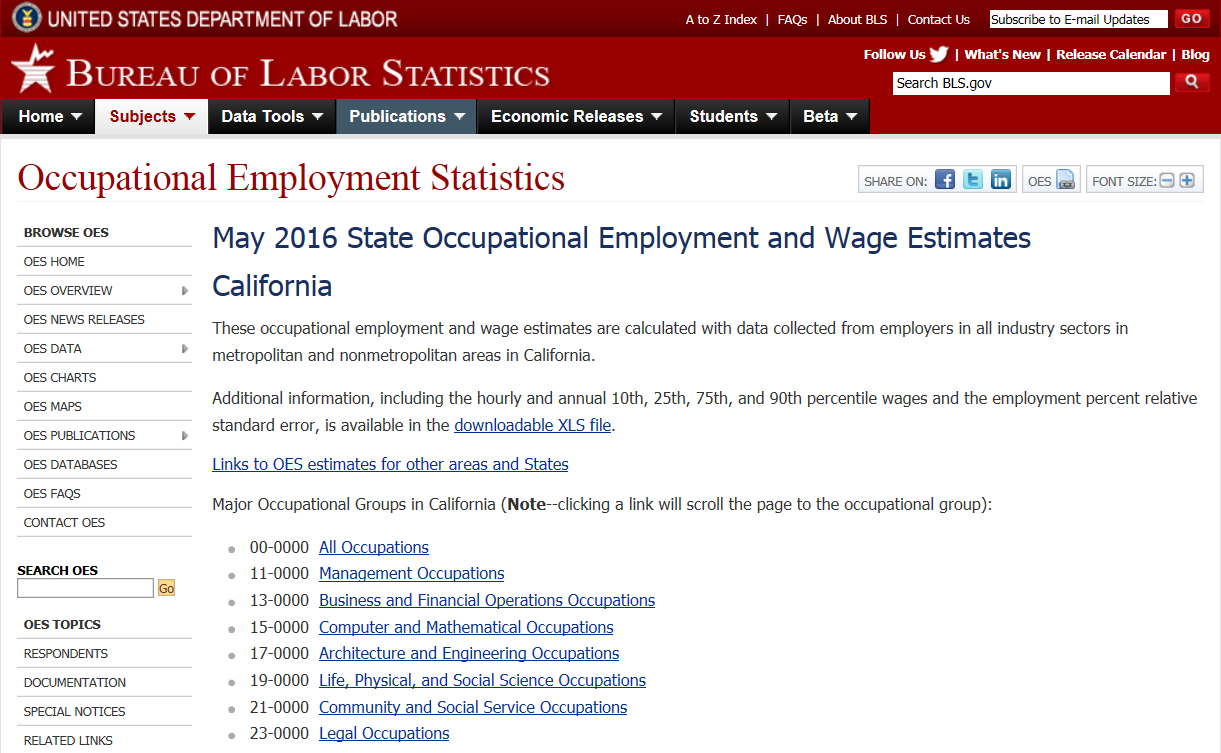 UNITED STATES DEPARTMENT OF LABOR
A to Z Index | FAQs | About BLS | Contact Us Subscribe to E-mail Updates GO
Follow Us | What's New | Release Calendar | Blog
BUREAU OF LABOR STATISTICS
Search BLS.gov
Home Subjects Data Tools Publications Economic Releases Students Beta
Occupational Employment Statistics
SHARE ON: OES FONT SIZE:
BROWSE OES
OES HOME
OES OVERVIEW
OES NEWS RELEASES
OES DATA
OES CHARTS
OES MAPS
OES PUBLICATIONS
OES DATABASES
OES FAQS
CONTACT OES
SEARCH OES
Go
OES TOPICS
RESPONDENTS
DOCUMENTATION
SPECIAL NOTICES
RELATED LINKS
May 2016 State Occupational Employment and Wage Estimates
California
These occupational employment and wage estimates are calculated with data collected from employers in all industry sectors in
metropolitan and nonmetropolitan areas in California.
Additional information, including the hourly and annual 10th, 25th, 75th, and 90th percentile wages and the employment percent relative
standard error, is available in the downloadable XLS file.
Links to OES estimates for other areas and States
Major Occupational Groups in California (Note--clicking a link will scroll the page to the occupational group):
00-0000 All Occupations
11-0000 Management Occupations
13-0000 Business and Financial Operations Occupations
15-0000 Computer and Mathematical Occupations
17-0000 Architecture and Engineering Occupations
19-0000 Life, Physical, and Social Science Occupations
21-0000 Community and Social Service Occupations
23-0000 Legal Occupations